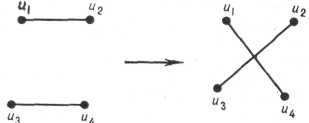 u₁ u₂ u₁ u₂
u₃ u₄ u₃ u₄